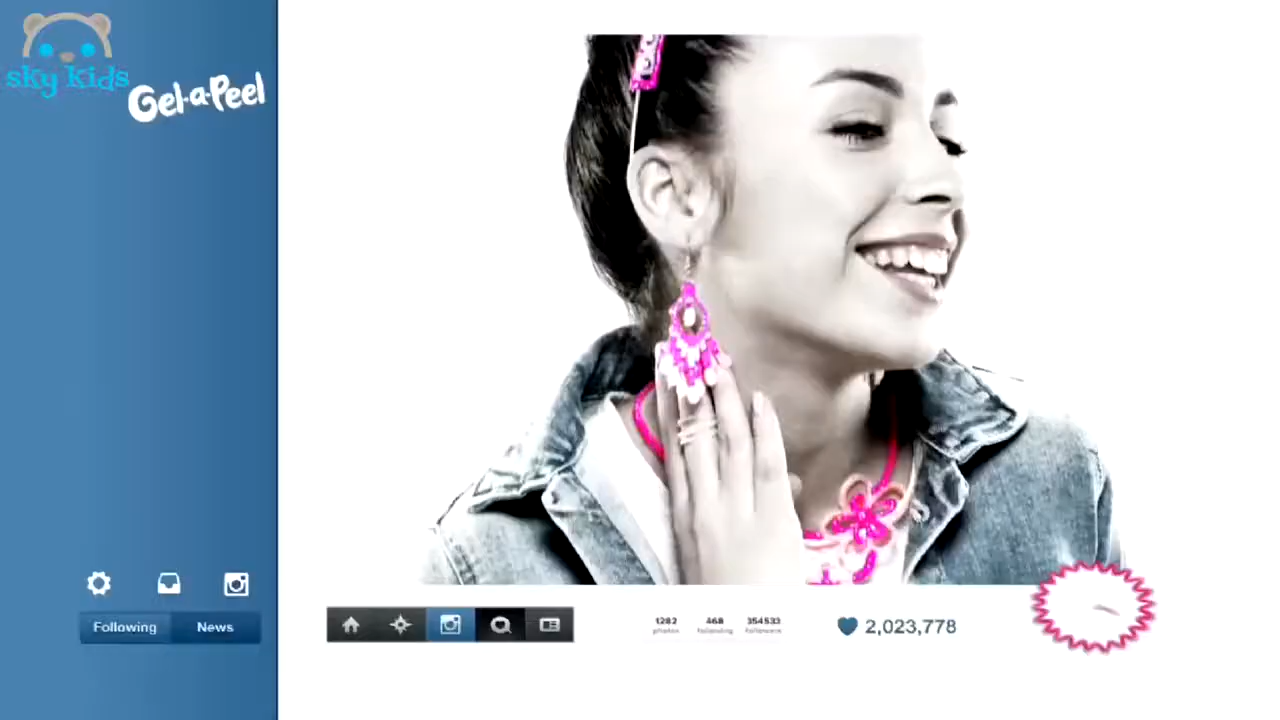 sky kids
Gel-a-Peel
Following
News
1282
468
354533
photos
following
followers
2,023,778